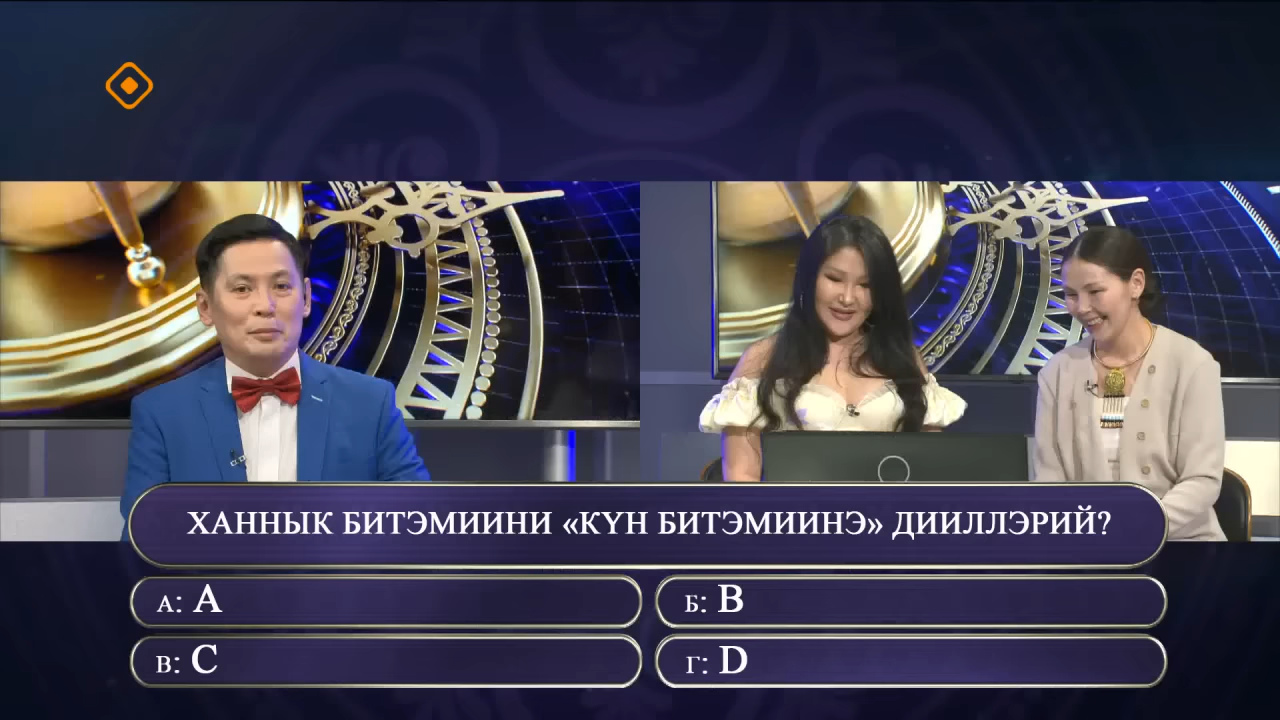 ХАННЫК БИТЭМИИНИ «КҮН БИТЭМИИНЭ» ДИИЛЛЭРИЙ?
А: A
Б: B
В: C
Г: D